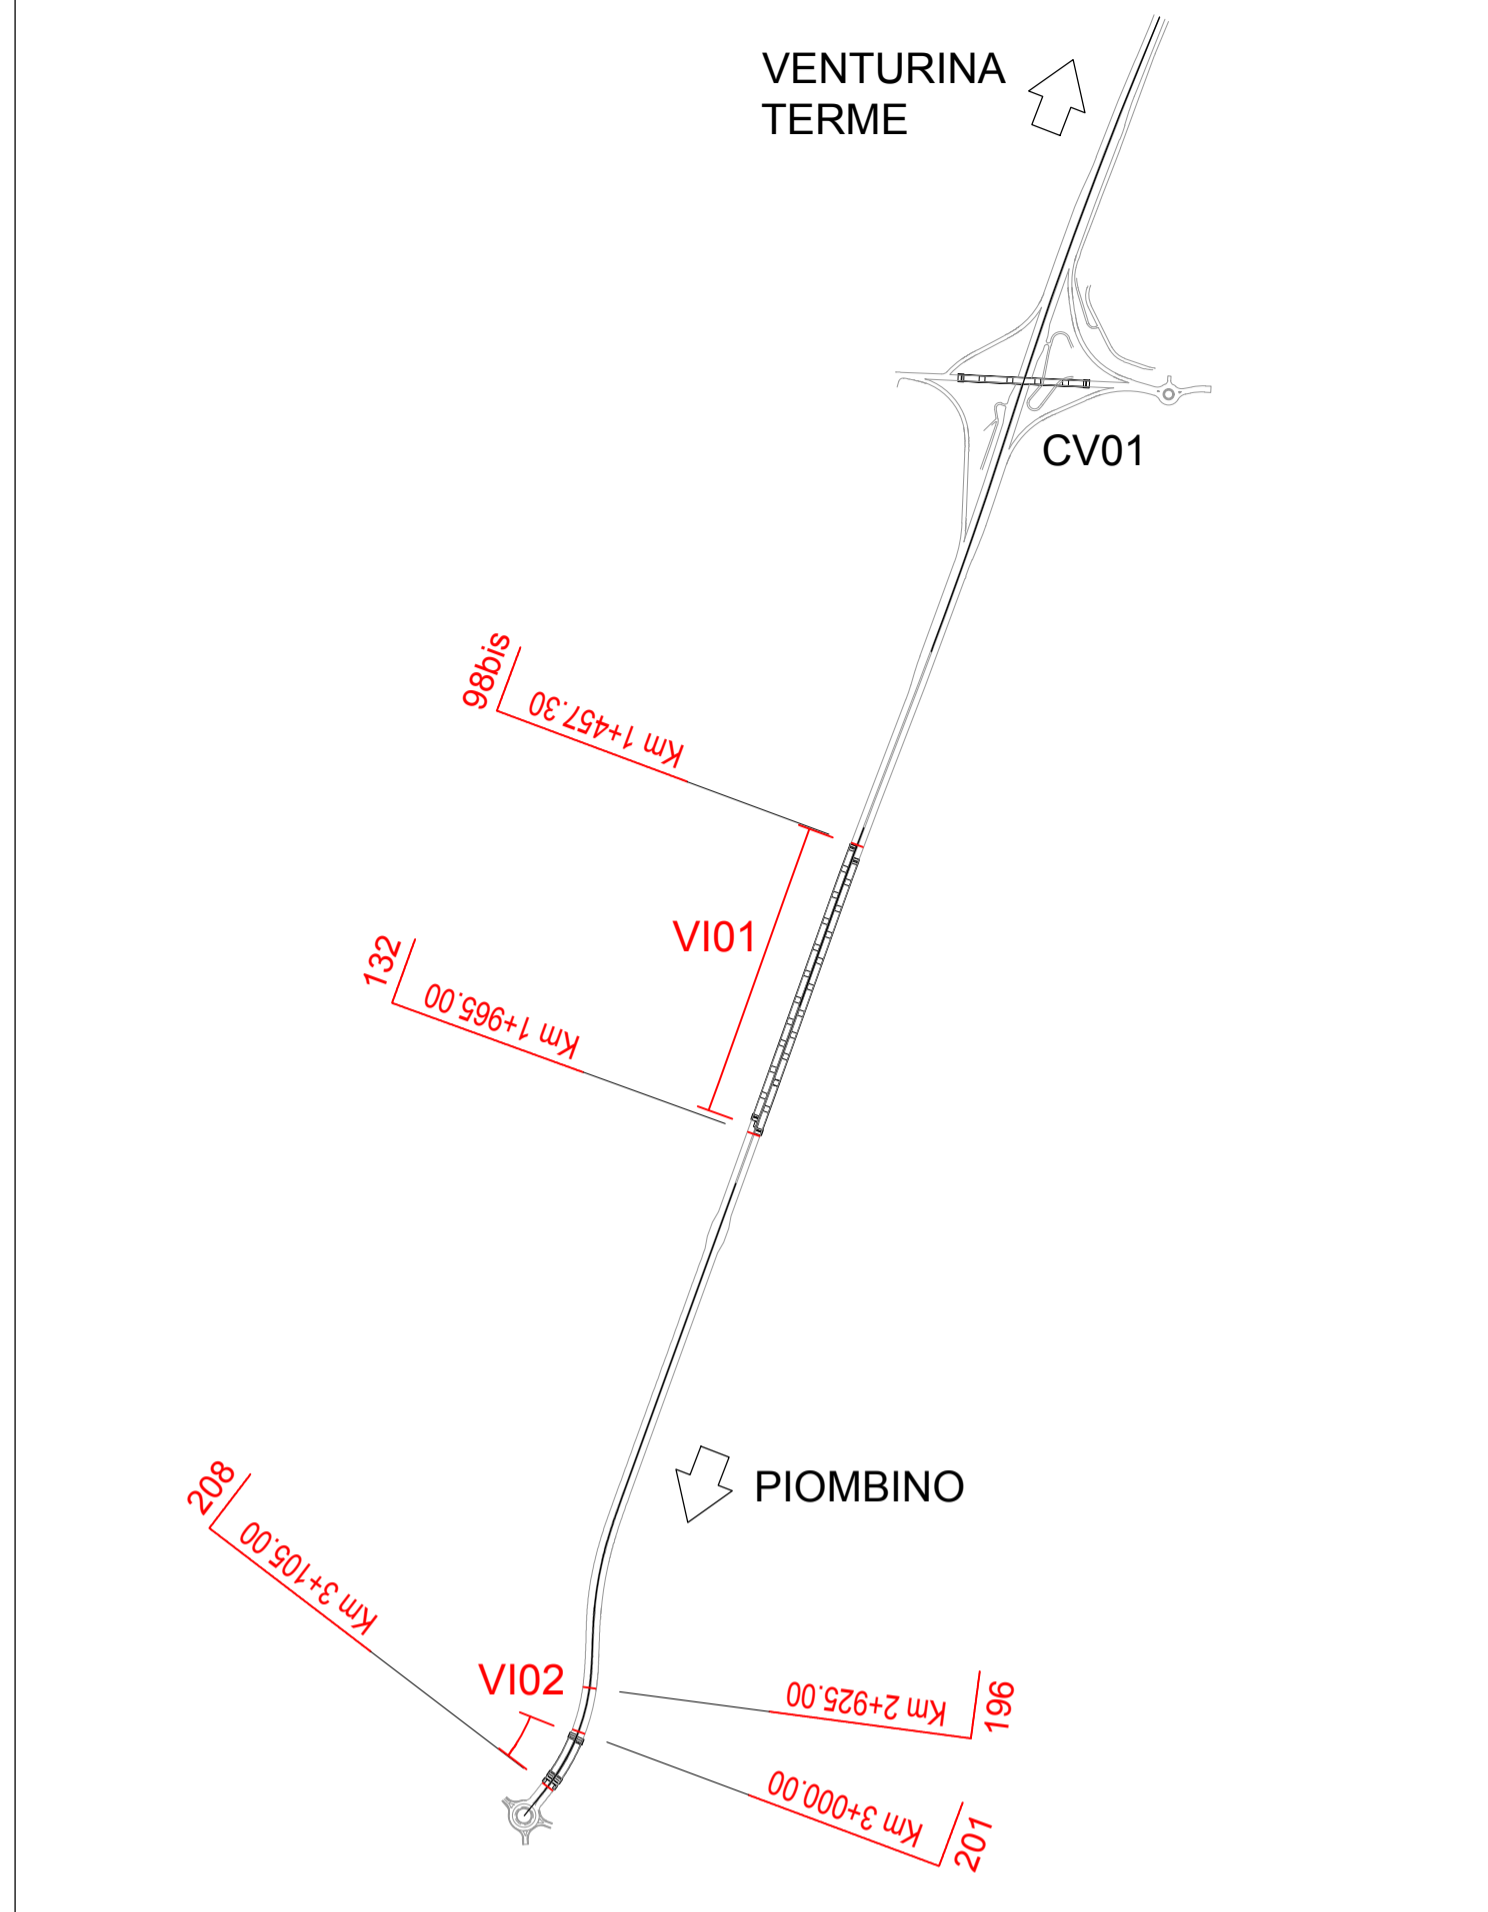 VENTURINA
TERME
CV01
98bis
Km 1+457.30
VI01
132
Km 1+965.00
PIOMBINO
208
Km 3+105.00
VI02
Km 2+925.00
196
Km 3+000.00
201